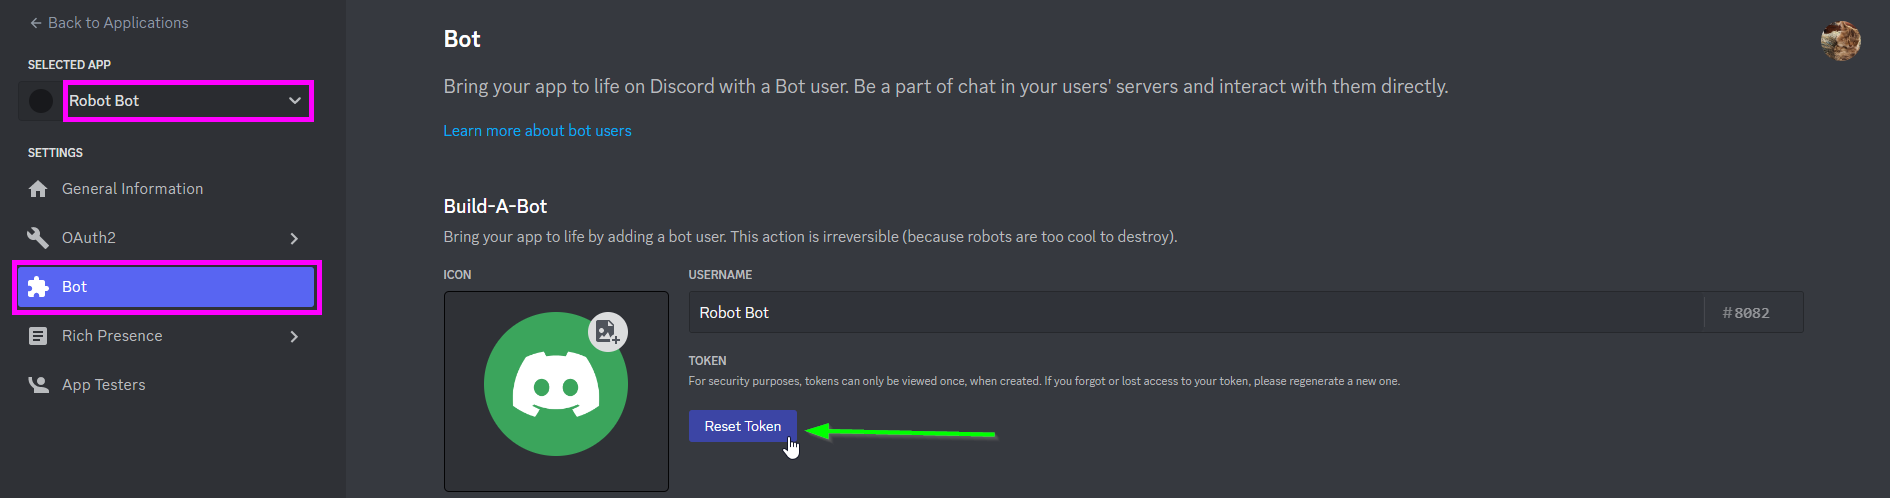 ← Back to Applications
SELECTED APP
Robot Bot
SETTINGS
General Information
OAuth2
Bot
Rich Presence
App Testers
Bot
Bring your app to life on Discord with a Bot user. Be a part of chat in your users' servers and interact with them directly.
Learn more about bot users
Build-A-Bot
Bring your app to life by adding a bot user. This action is irreversible (because robots are too cool to destroy).
ICON
USERNAME
Robot Bot #8082
TOKEN
For security purposes, tokens can only be viewed once, when created. If you forgot or lost access to your token, please regenerate a new one.
Reset Token